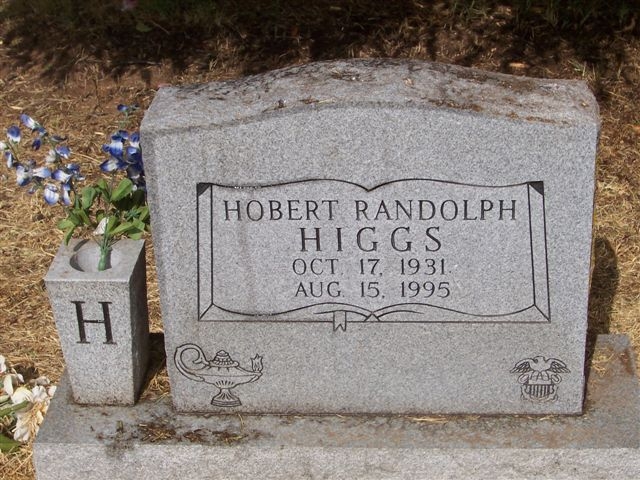 HOBERT RANDOLPH
HIGGS
OCT. 17, 1931
AUG. 15, 1995
H